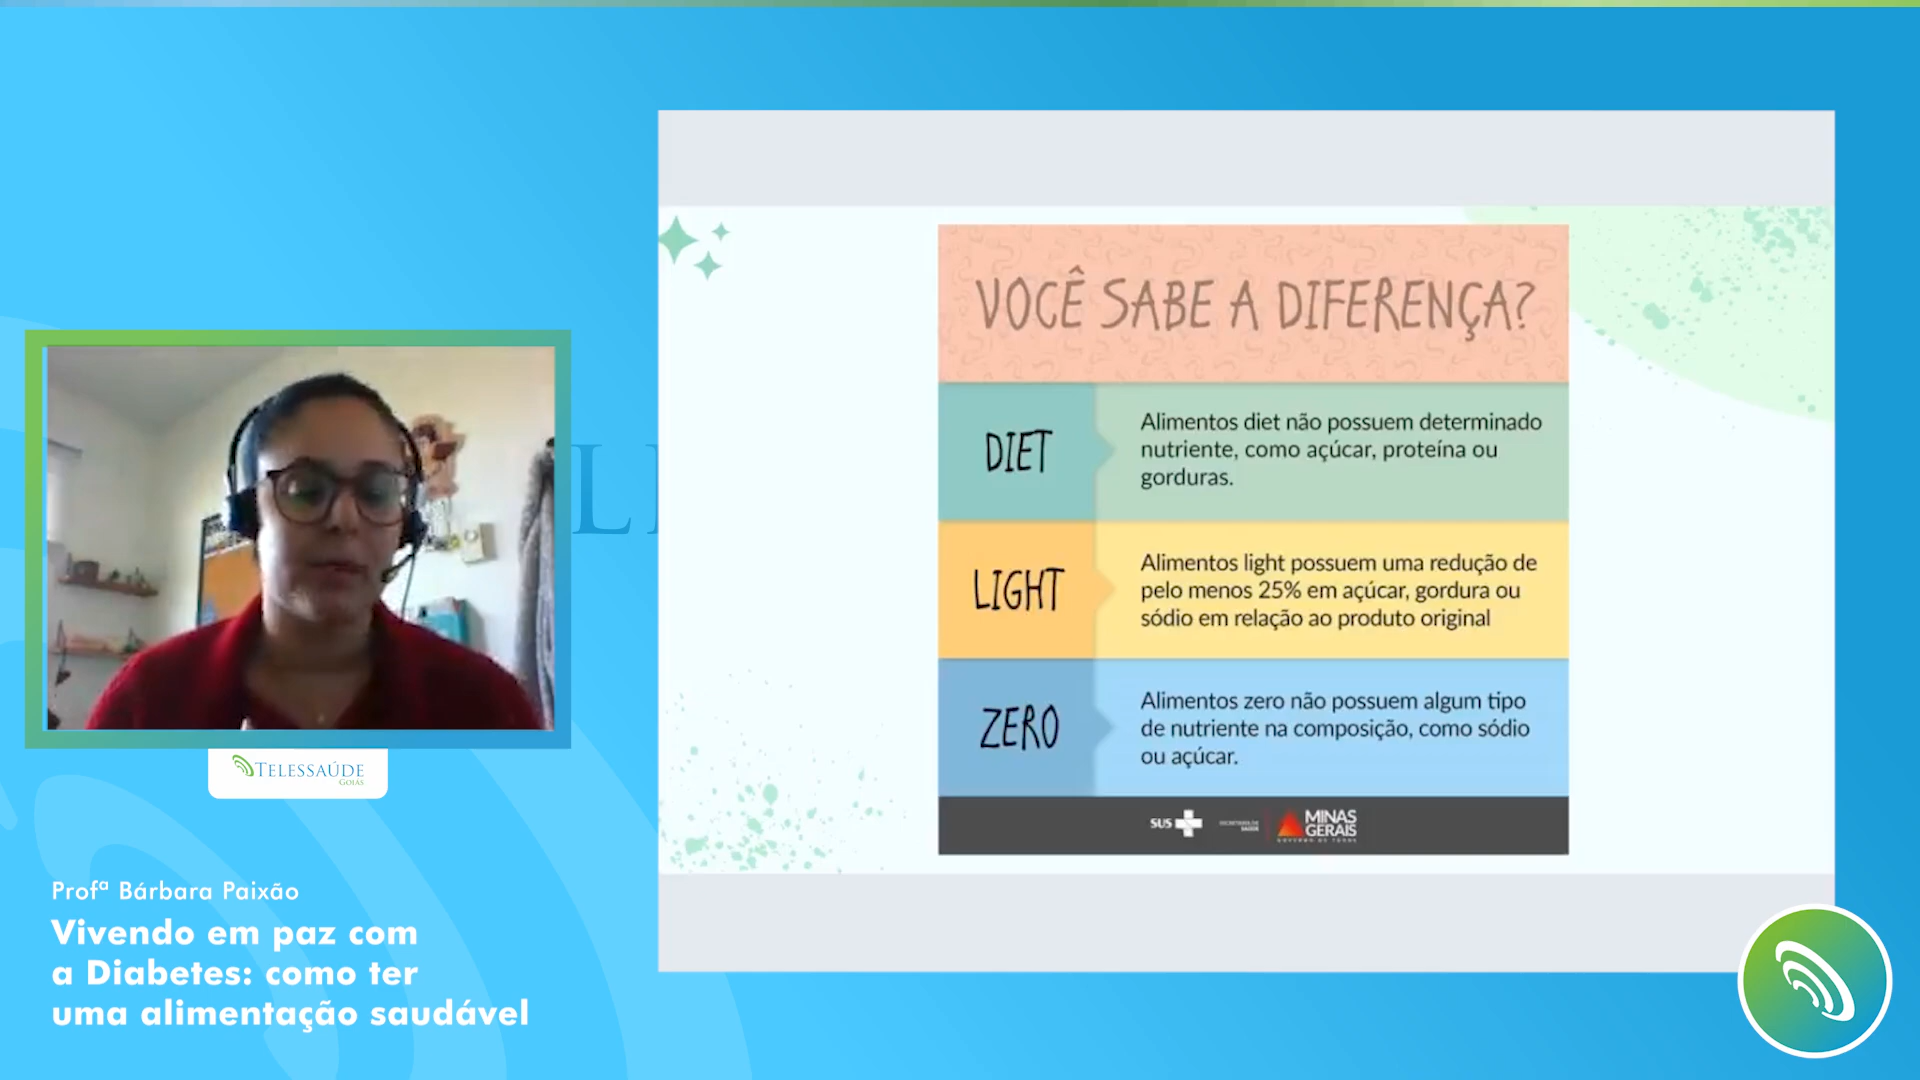 VOCÊ SABE A DIFERENÇA?
DIET
Alimentos diet não possuem determinado
nutriente, como açúcar, proteína ou
gorduras.
LIGHT
Alimentos light possuem uma redução de
pelo menos 25% em açúcar, gordura ou
sódio em relação ao produto original
ZERO
Alimentos zero não possuem algum tipo
de nutriente na composição, como sódio
ou açúcar.
SUS
SECRETARIA DE
SAÚDE
MINAS
GERAIS
TELESSAÚDE
GOIÁS
Profª Bárbara Paixão
Vivendo em paz com
a Diabetes: como ter
uma alimentação saudável